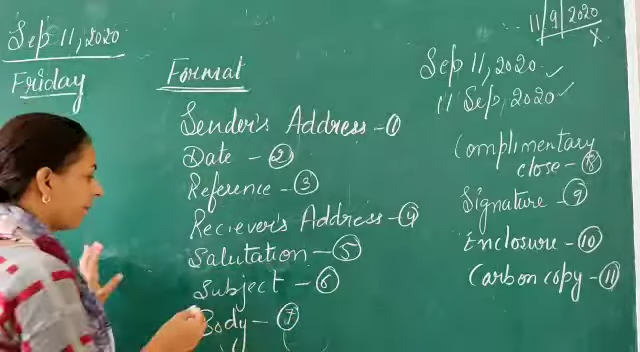 Sep 11, 2020
Friday
Format
Sender's Address - 1
Date - 2
Reference - 3
Reciever's Address - 4
Salutation - 5
Subject - 6
Body - 7
11/9/2020
X
Sep 11, 2020 ✓
11 Sep, 2020 ✓
Complimentary
close - 8
Signature - 9
Enclosure - 10
Carbon copy - 11